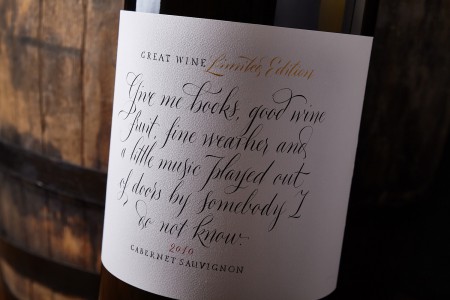 GREAT WINE Limited Edition
Give me books, good wine
fruit, fine weather and
a little music played out
of doors by somebody I
do not know.
2010
CABERNET SAUVIGNON